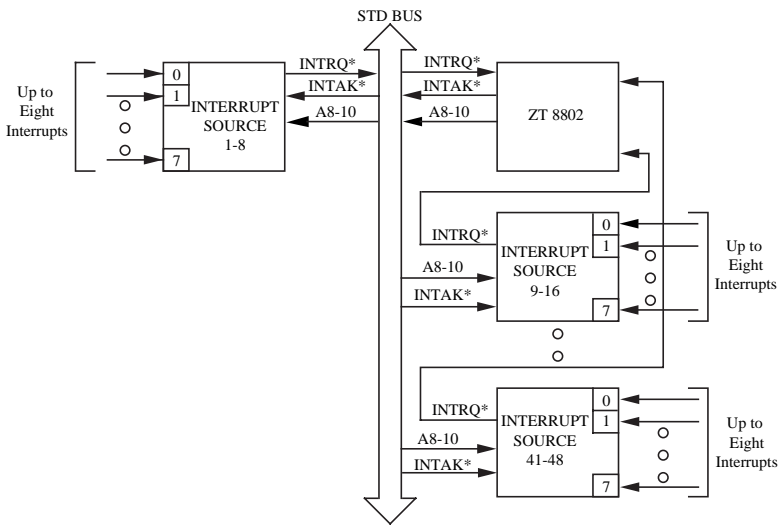 STD BUS
Up to
Eight
Interrupts
0
1
7
INTERRUPT
SOURCE
1-8
INTRQ*
INTAK*
A8-10
INTRQ*
INTAK*
A8-10
ZT 8802
INTRQ*
A8-10
INTAK*
INTERRUPT
SOURCE
9-16
0
1
7
Up to
Eight
Interrupts
INTRQ*
A8-10
INTAK*
INTERRUPT
SOURCE
41-48
0
1
7
Up to
Eight
Interrupts